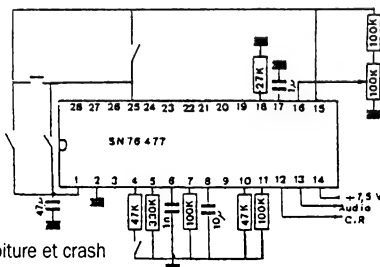 100K
100K
27K
1µ
28 27 26 25 24 23 22 21 20 19 18 17 16 15
SN 76 477
1 2 3 4 5 6 7 8 9 10 11 12 13 14
47µ
47K
330K
1n
100K
10µ
47K
100K
+7,5 V
Audio
C.R
oiture et crash